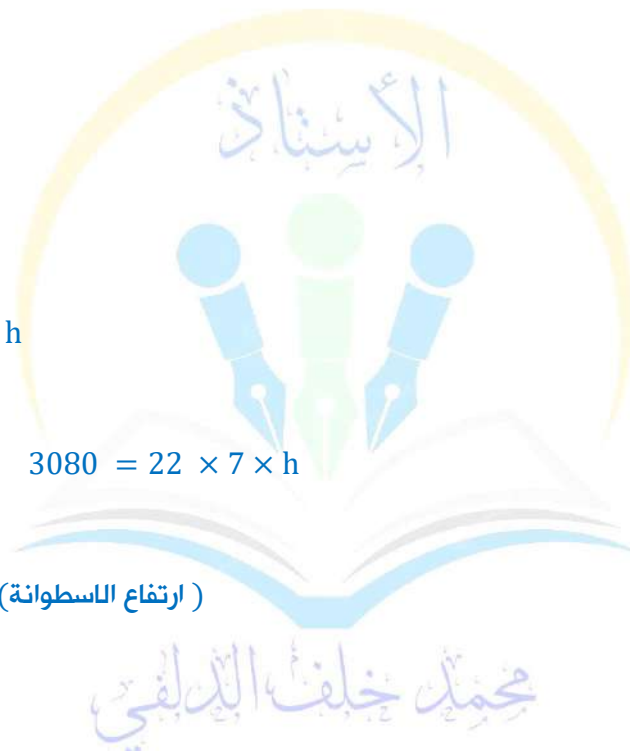 الأستاذ
h
3080 = 22 × 7 × h
( ارتفاع الاسطوانة)
محمد خلف الدلفي